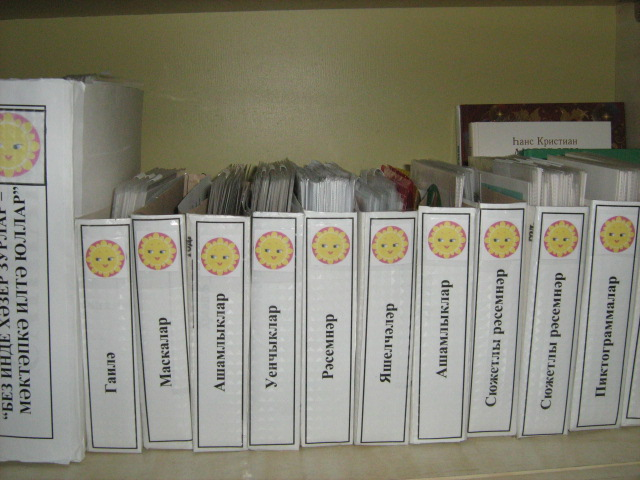 "БЕЗ ИНДЕ ХӘЗЕР ЗУРЛАР –
МӘКТӘПКӘ ИЛТӘ ЮЛЛАР"
Гаилә
Маскалар
Ашамлыклар
Уенчыклар
Рәсемнәр
Яшелчәләр
Ашамлыклар
Сюжетлы рәсемнәр
Сюжетлы рәсемнәр
Пиктограммалар
Һанс Кристиан